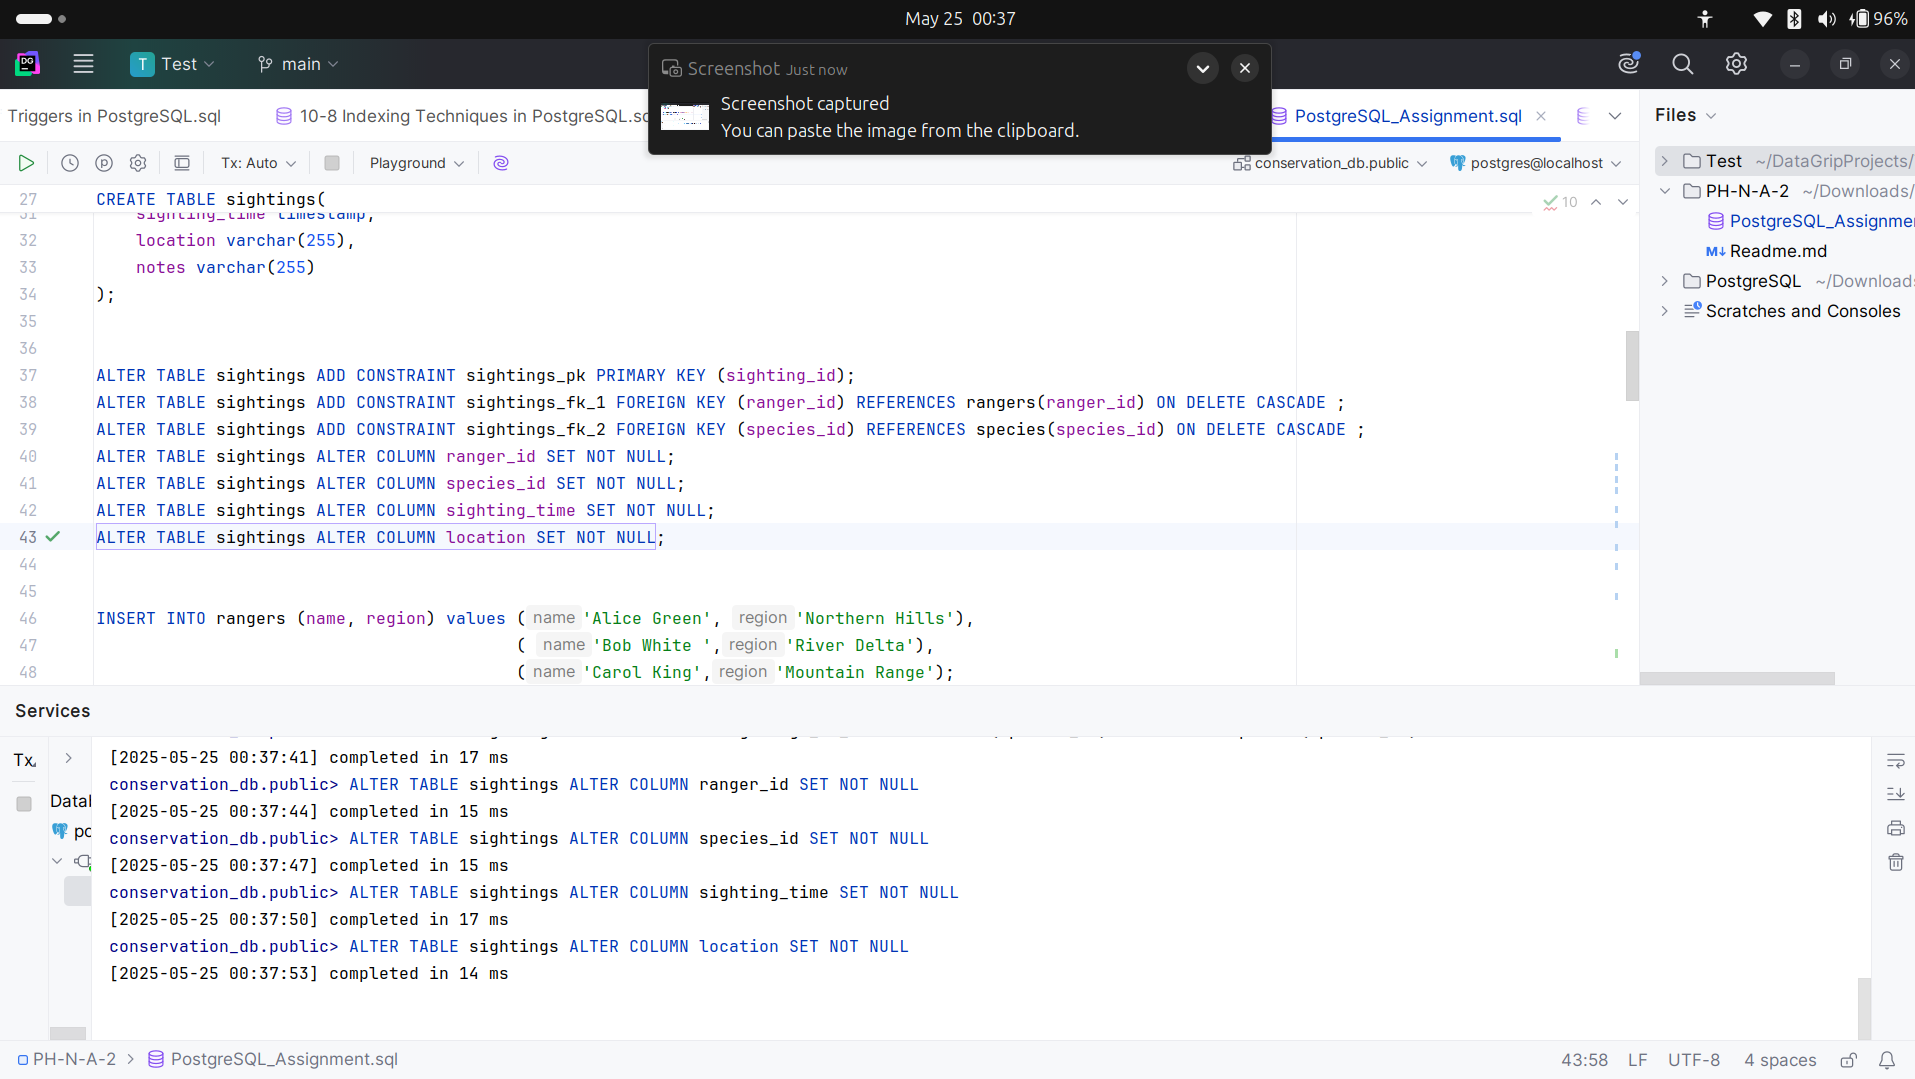 May 25 00:37
96%
DG
T Test
main
Screenshot Just now
Screenshot captured
You can paste the image from the clipboard.
Triggers in PostgreSQL.sql
10-8 Indexing Techniques in PostgreSQL.sq
PostgreSQL_Assignment.sql
Files
Tx: Auto
Playground
conservation_db.public
postgres@localhost
Test ~/DataGripProjects/
PH-N-A-2 ~/Downloads/
PostgreSQL_Assignmen
M↓ Readme.md
PostgreSQL ~/Downloads
Scratches and Consoles
10
27 CREATE TABLE sightings(
31 sighting_time timestamp,
32 location varchar(255),
33 notes varchar(255)
34 );
35
36
37 ALTER TABLE sightings ADD CONSTRAINT sightings_pk PRIMARY KEY (sighting_id);
38 ALTER TABLE sightings ADD CONSTRAINT sightings_fk_1 FOREIGN KEY (ranger_id) REFERENCES rangers(ranger_id) ON DELETE CASCADE ;
39 ALTER TABLE sightings ADD CONSTRAINT sightings_fk_2 FOREIGN KEY (species_id) REFERENCES species(species_id) ON DELETE CASCADE ;
40 ALTER TABLE sightings ALTER COLUMN ranger_id SET NOT NULL;
41 ALTER TABLE sightings ALTER COLUMN species_id SET NOT NULL;
42 ALTER TABLE sightings ALTER COLUMN sighting_time SET NOT NULL;
43 ALTER TABLE sightings ALTER COLUMN location SET NOT NULL;
44
45
46 INSERT INTO rangers (name, region) values ( name 'Alice Green', region 'Northern Hills'),
47 ( name 'Bob White ', region 'River Delta'),
48 ( name 'Carol King', region 'Mountain Range');
Services
Tx
Datal
po
[2025-05-25 00:37:41] completed in 17 ms
conservation_db.public> ALTER TABLE sightings ALTER COLUMN ranger_id SET NOT NULL
[2025-05-25 00:37:44] completed in 15 ms
conservation_db.public> ALTER TABLE sightings ALTER COLUMN species_id SET NOT NULL
[2025-05-25 00:37:47] completed in 15 ms
conservation_db.public> ALTER TABLE sightings ALTER COLUMN sighting_time SET NOT NULL
[2025-05-25 00:37:50] completed in 17 ms
conservation_db.public> ALTER TABLE sightings ALTER COLUMN location SET NOT NULL
[2025-05-25 00:37:53] completed in 14 ms
PH-N-A-2 > PostgreSQL_Assignment.sql
43:58 LF UTF-8 4 spaces